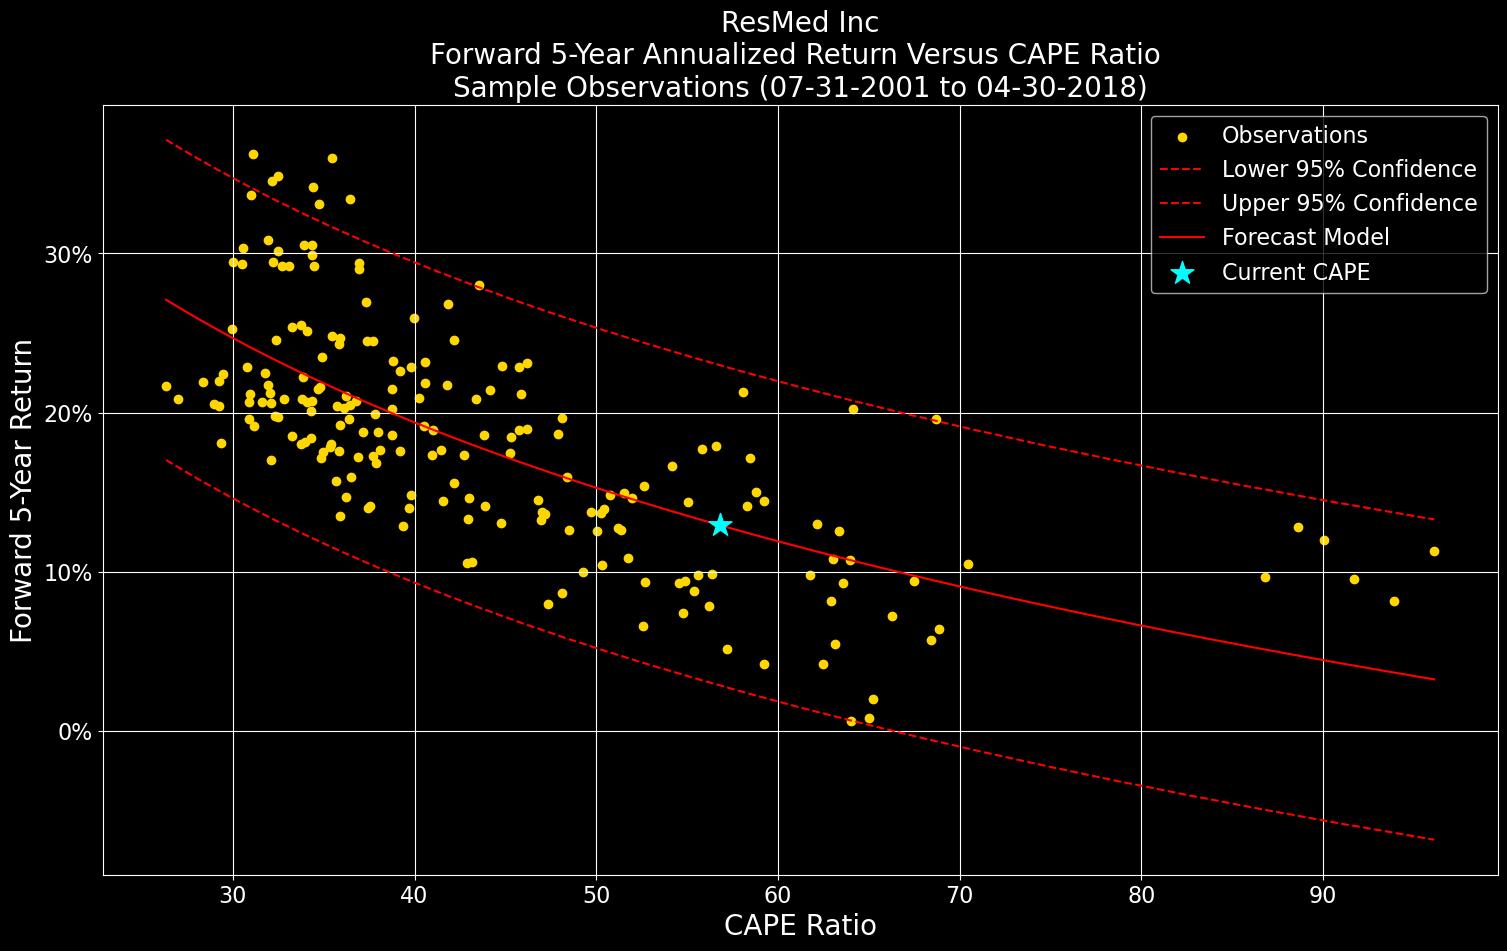 ResMed Inc
Forward 5-Year Annualized Return Versus CAPE Ratio
Sample Observations (07-31-2001 to 04-30-2018)
Observations
Lower 95% Confidence
Upper 95% Confidence
Forecast Model
Current CAPE
Forward 5-Year Return
30%
20%
10%
0%
30 40 50 60 70 80 90
CAPE Ratio